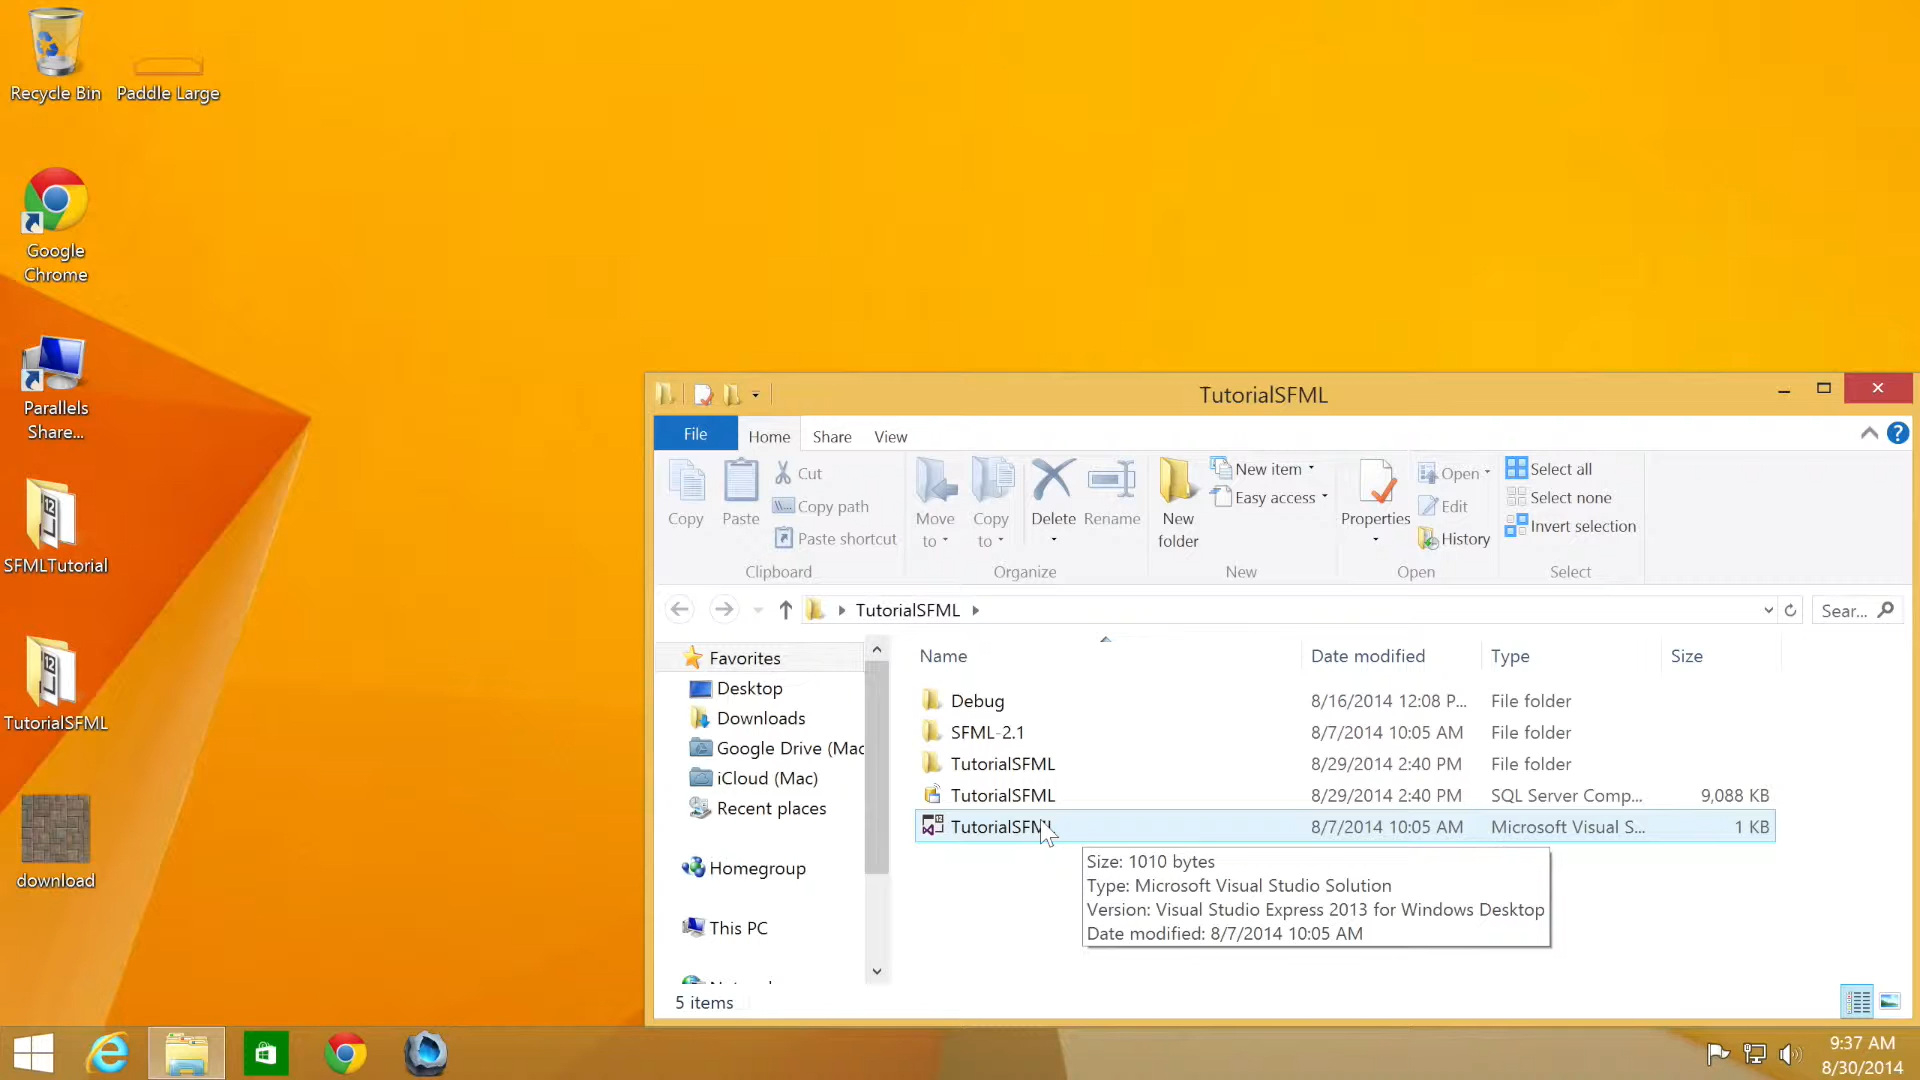 Recycle Bin
Paddle Large
Google
Chrome
Parallels
Share...
SFMLTutorial
TutorialSFML
download
TutorialSFML
File
Home
Share
View
Copy
Paste
Cut
Copy path
Paste shortcut
Clipboard
Move
to
Copy
to
Delete
Rename
Organize
New
folder
New item
Easy access
New
Properties
Open
Edit
History
Open
Select all
Select none
Invert selection
Select
TutorialSFML
Sear...
Favorites
Desktop
Downloads
Google Drive (Mac
iCloud (Mac)
Recent places
Homegroup
This PC
Name Date modified Type Size
Debug 8/16/2014 12:08 P... File folder
SFML-2.1 8/7/2014 10:05 AM File folder
TutorialSFML 8/29/2014 2:40 PM File folder
TutorialSFML 8/29/2014 2:40 PM SQL Server Comp... 9,088 KB
TutorialSFML 8/7/2014 10:05 AM Microsoft Visual S... 1 KB
Size: 1010 bytes
Type: Microsoft Visual Studio Solution
Version: Visual Studio Express 2013 for Windows Desktop
Date modified: 8/7/2014 10:05 AM
5 items
9:37 AM
8/30/2014